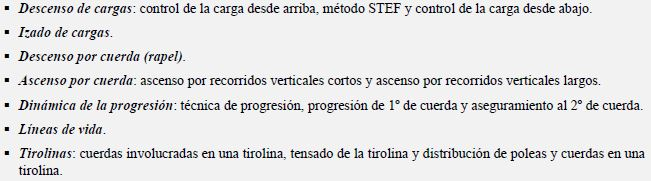 ▪ Descenso de cargas: control de la carga desde arriba, método STEF y control de la carga desde abajo.
▪ Izado de cargas.
▪ Descenso por cuerda (rapel).
▪ Ascenso por cuerda: ascenso por recorridos verticales cortos y ascenso por recorridos verticales largos.
▪ Dinámica de la progresión: técnica de progresión, progresión de 1º de cuerda y aseguramiento al 2º de cuerda.
▪ Líneas de vida.
▪ Tirolinas: cuerdas involucradas en una tirolina, tensado de la tirolina y distribución de poleas y cuerdas en una
tirolina.